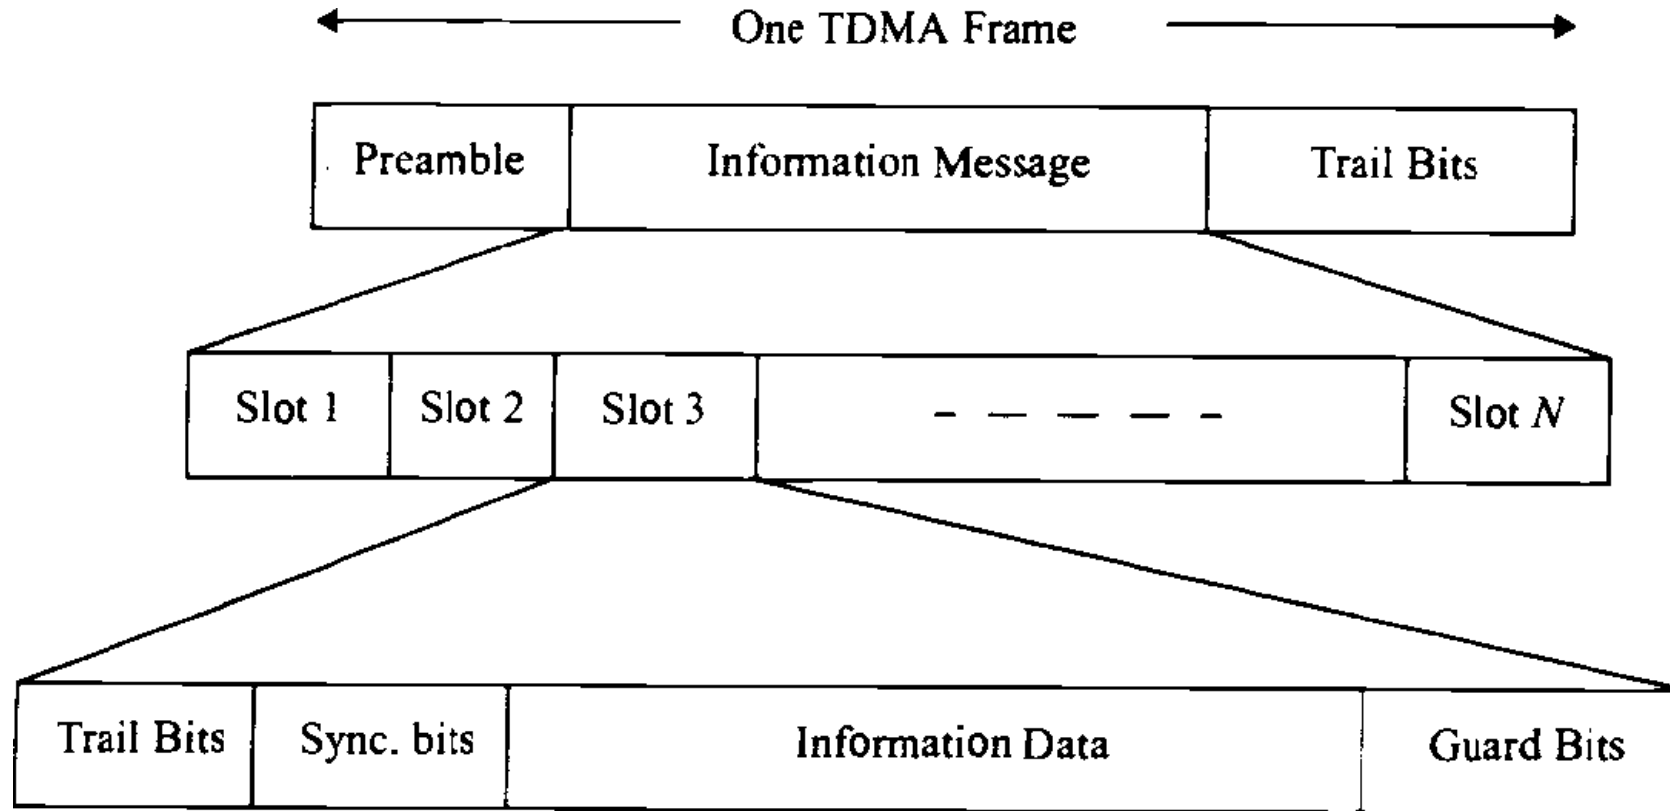 One TDMA Frame
Preamble Information Message Trail Bits
Slot 1 Slot 2 Slot 3 – – – – – Slot N
Trail Bits Sync. bits Information Data Guard Bits